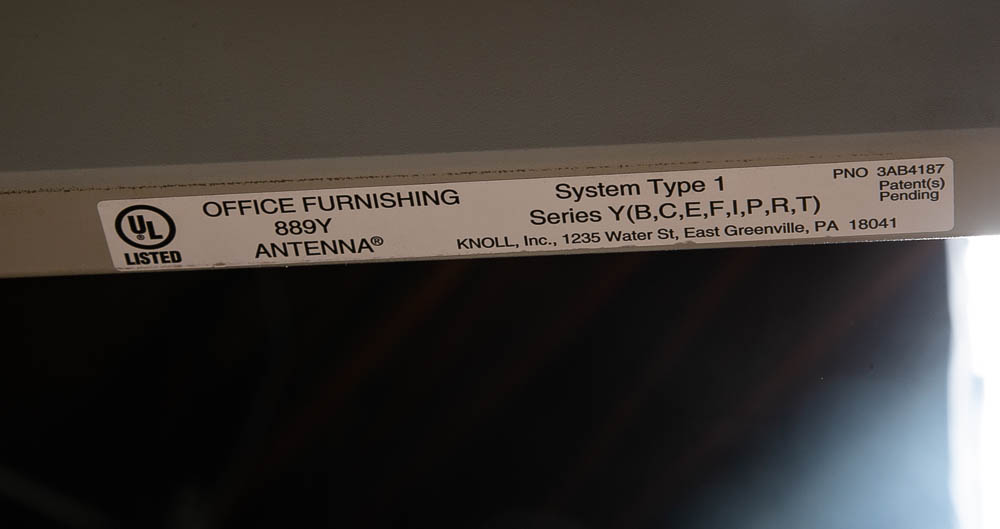 UL
LISTED
OFFICE FURNISHING
889Y
ANTENNA®
System Type 1
Series Y(B,C,E,F,I,P,R,T)
KNOLL, Inc., 1235 Water St, East Greenville, PA 18041
PNO 3AB4187
Patent(s)
Pending